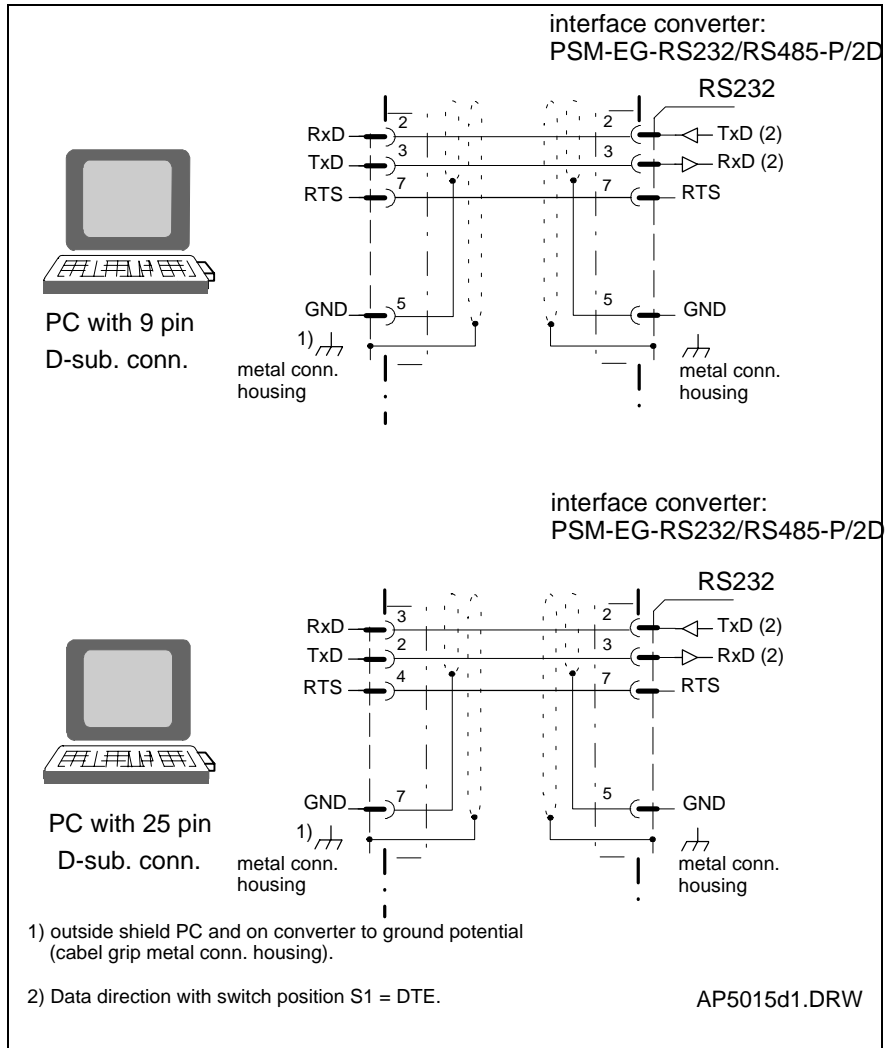 interface converter:
PSM-EG-RS232/RS485-P/2D
RS232
RxD 2 2 TxD (2)
TxD 3 3 RxD (2)
RTS 7 7 RTS
GND 5 5 GND
1)
metal conn.
housing
metal conn.
housing
PC with 9 pin
D-sub. conn.
interface converter:
PSM-EG-RS232/RS485-P/2D
RS232
RxD 3 2 TxD (2)
TxD 2 3 RxD (2)
RTS 4 7 RTS
GND 7 5 GND
1)
metal conn.
housing
metal conn.
housing
PC with 25 pin
D-sub. conn.
1) outside shield PC and on converter to ground potential
(cabel grip metal conn. housing).
2) Data direction with switch position S1 = DTE.
AP5015d1.DRW